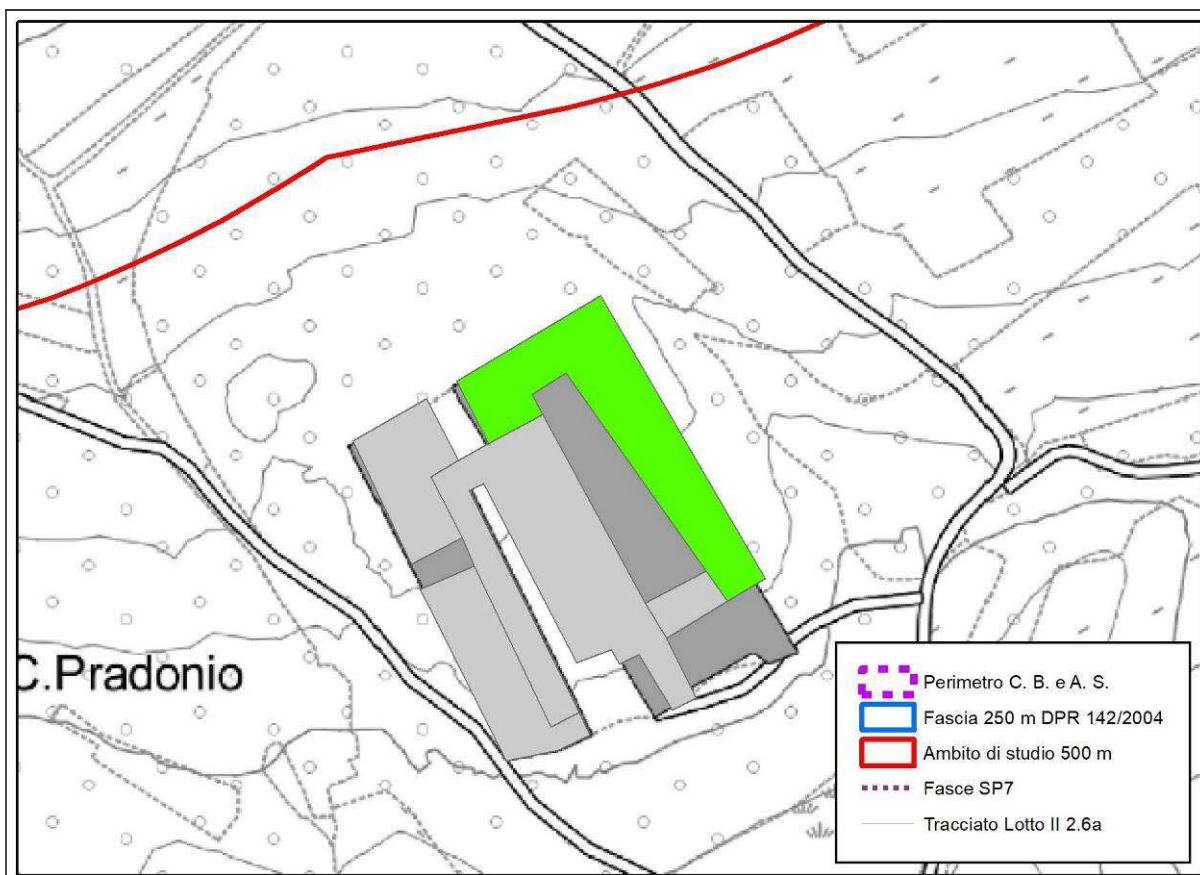 C.Pradonio
Perimetro C. B. e A. S.
Fascia 250 m DPR 142/2004
Ambito di studio 500 m
Fasce SP7
Tracciato Lotto II 2.6a